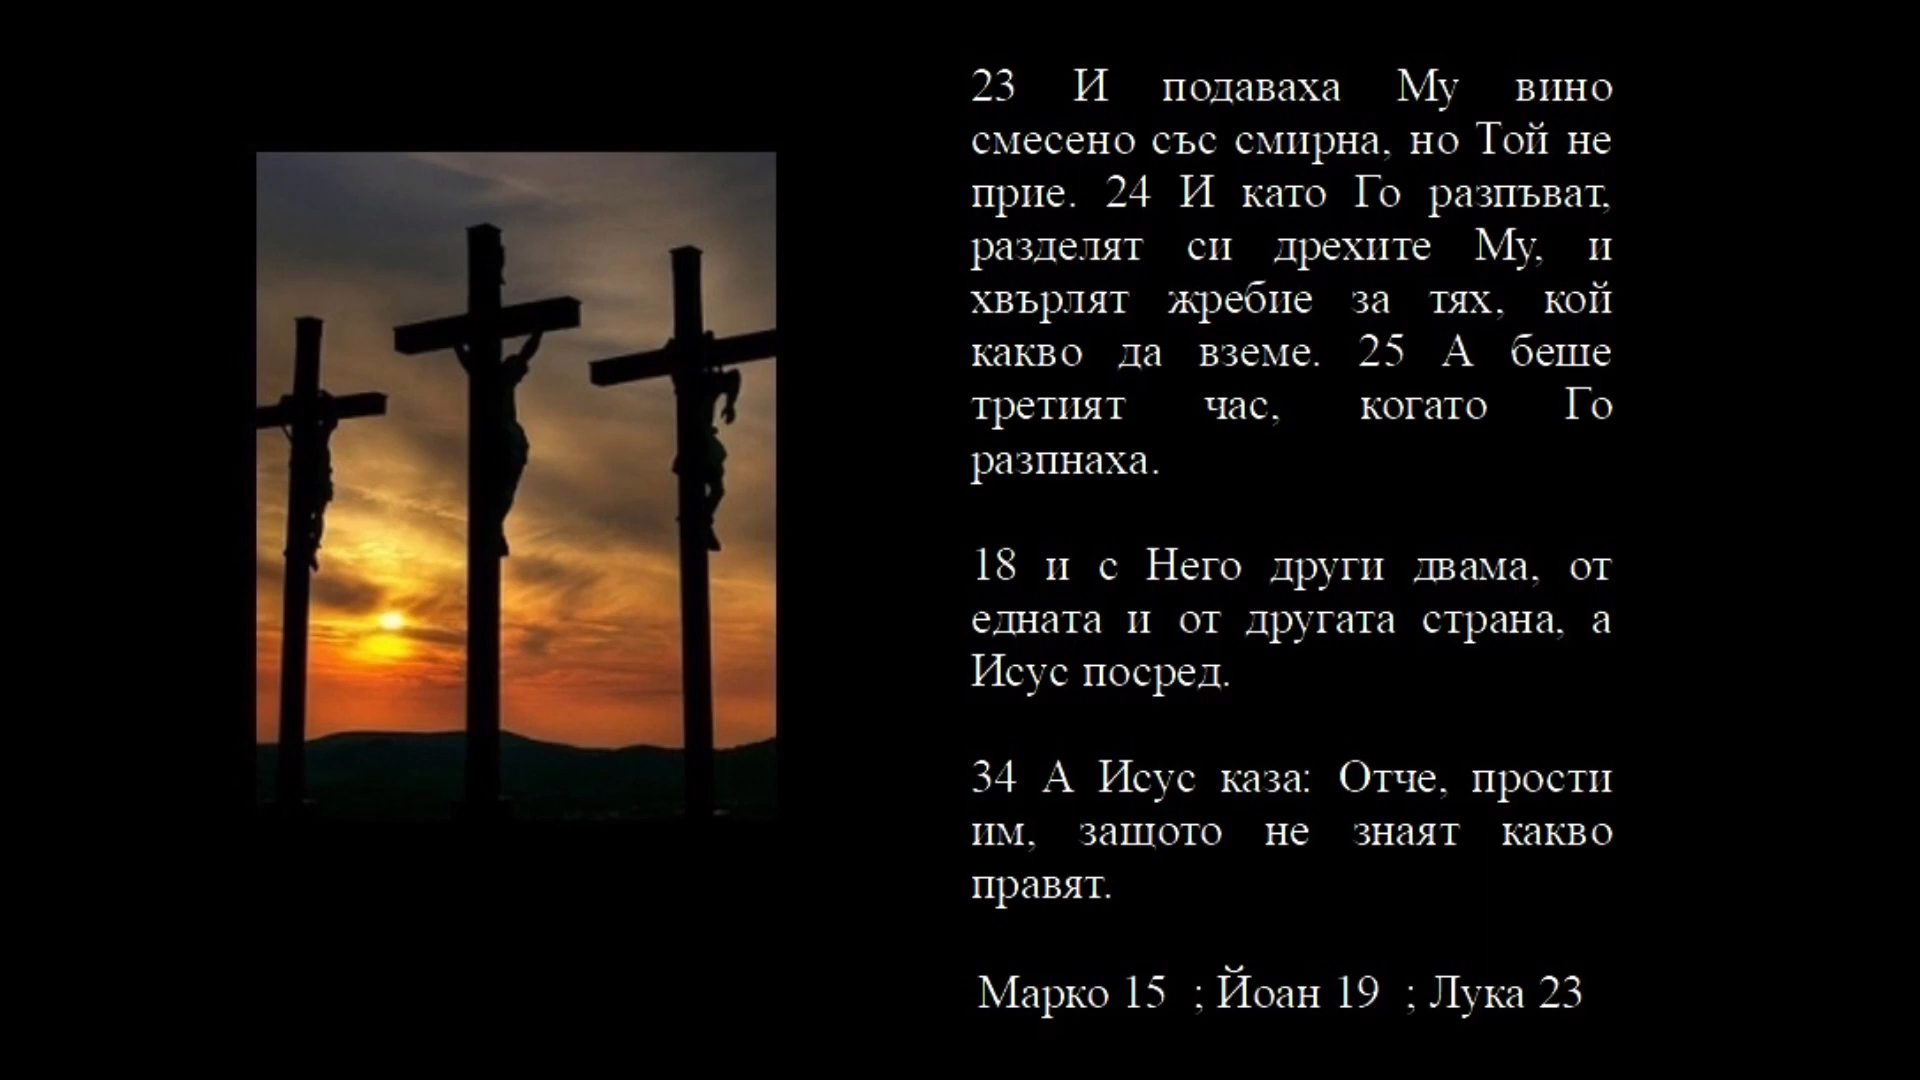 23 И подаваха Му вино
смесено със смирна, но Той не
прие. 24 И като Го разпъват,
разделят си дрехите Му, и
хвърлят жребие за тях, кой
какво да вземе. 25 А беше
третият час, когато Го
разпнаха.
18 и с Него други двама, от
едната и от другата страна, а
Исус посред.
34 А Исус каза: Отче, прости
им, защото не знаят какво
правят.
Марко 15 ; Йоан 19 ; Лука 23